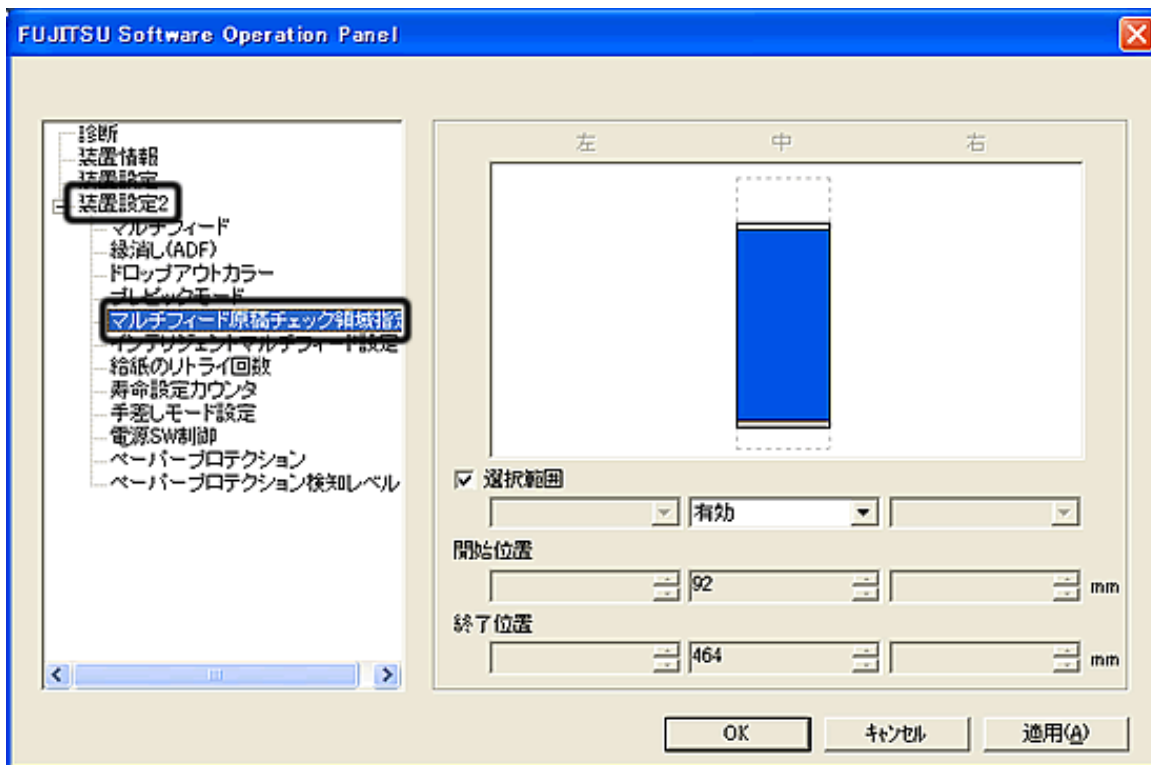 FUJITSU Software Operation Panel
診断
装置情報
装置設定
装置設定2
マルチフィード
縁消し(ADF)
ドロップアウトカラー
プレピックモード
マルチフィード原稿チェック領域指定
インテリジェントマルチフィード設定
給紙のリトライ回数
寿命設定カウンタ
手差しモード設定
電源SW制御
ペーパープロテクション
ペーパープロテクション検知レベル
左 中 右
選択範囲
有効
開始位置
92 mm
終了位置
464 mm
OK キャンセル 適用(A)